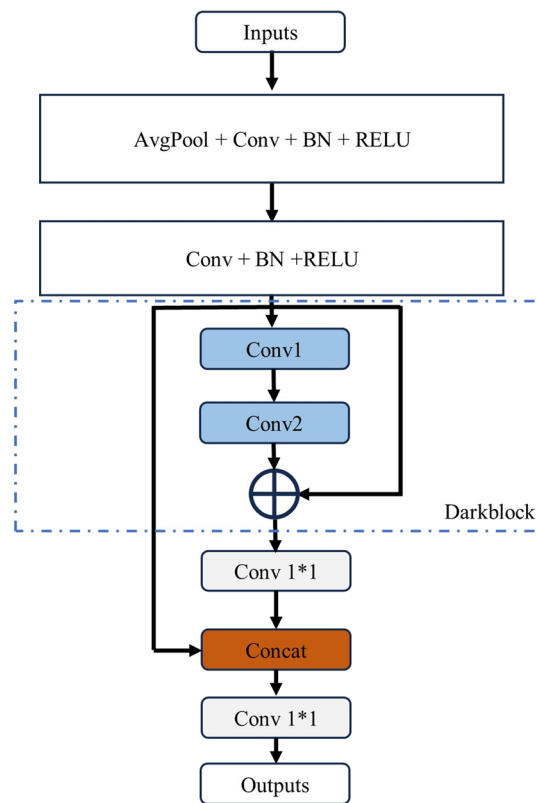 Inputs
AvgPool + Conv + BN + RELU
Conv + BN +RELU
Conv1
Conv2
Darkblock
Conv 1*1
Concat
Conv 1*1
Outputs